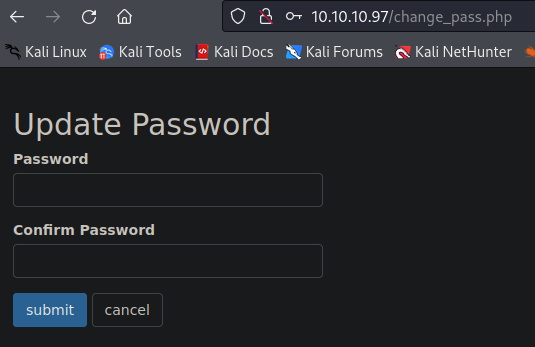 10.10.10.97/change_pass.php
Kali Linux Kali Tools Kali Docs Kali Forums Kali NetHunter
Update Password
Password
Confirm Password
submit cancel